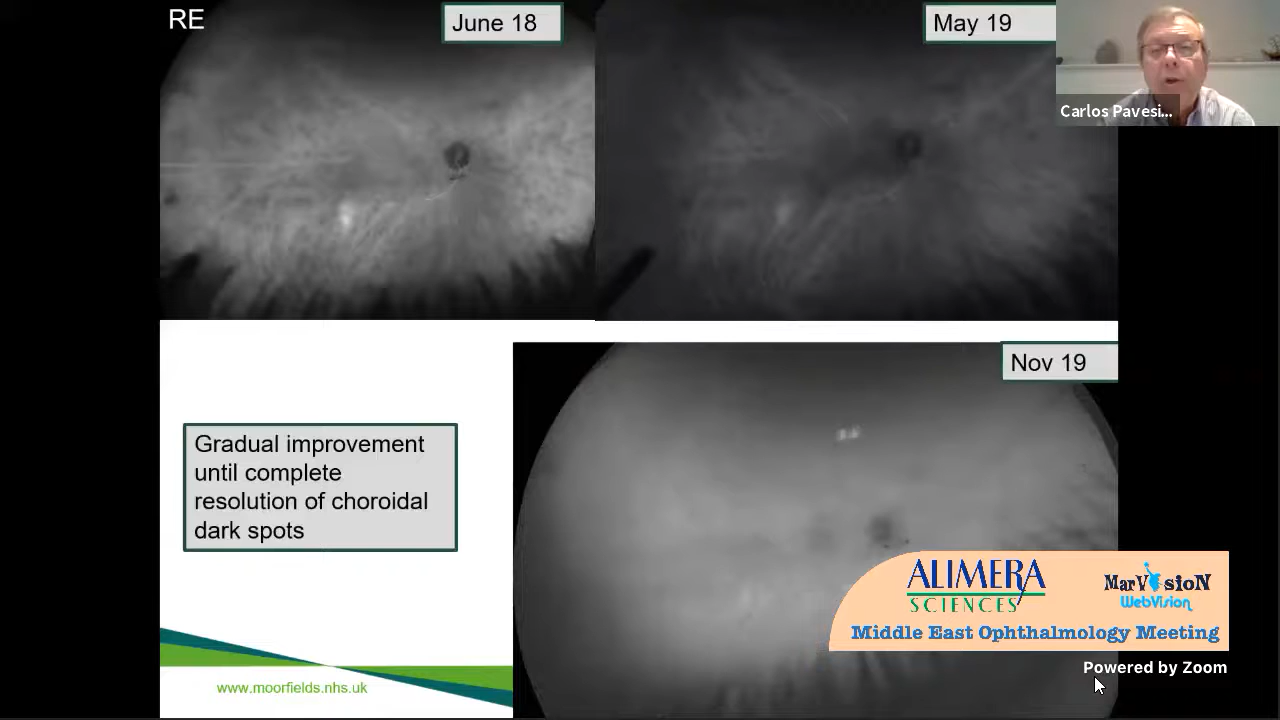 RE
June 18
May 19
Carlos Pavesi...
Nov 19
Gradual improvement
until complete
resolution of choroidal
dark spots
ALIMERA
SCIENCES
MarVisioN
WebVision
Middle East Ophthalmology Meeting
Powered by Zoom
www.moorfields.nhs.uk